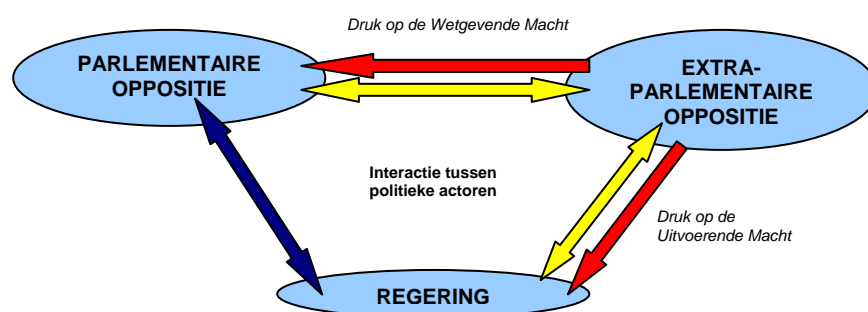 Druk op de Wetgevende Macht
PARLEMENTAIRE
OPPOSITIE
EXTRA-
PARLEMENTAIRE
OPPOSITIE
Interactie tussen
politieke actoren
Druk op de
Uitvoerende Macht
REGERING